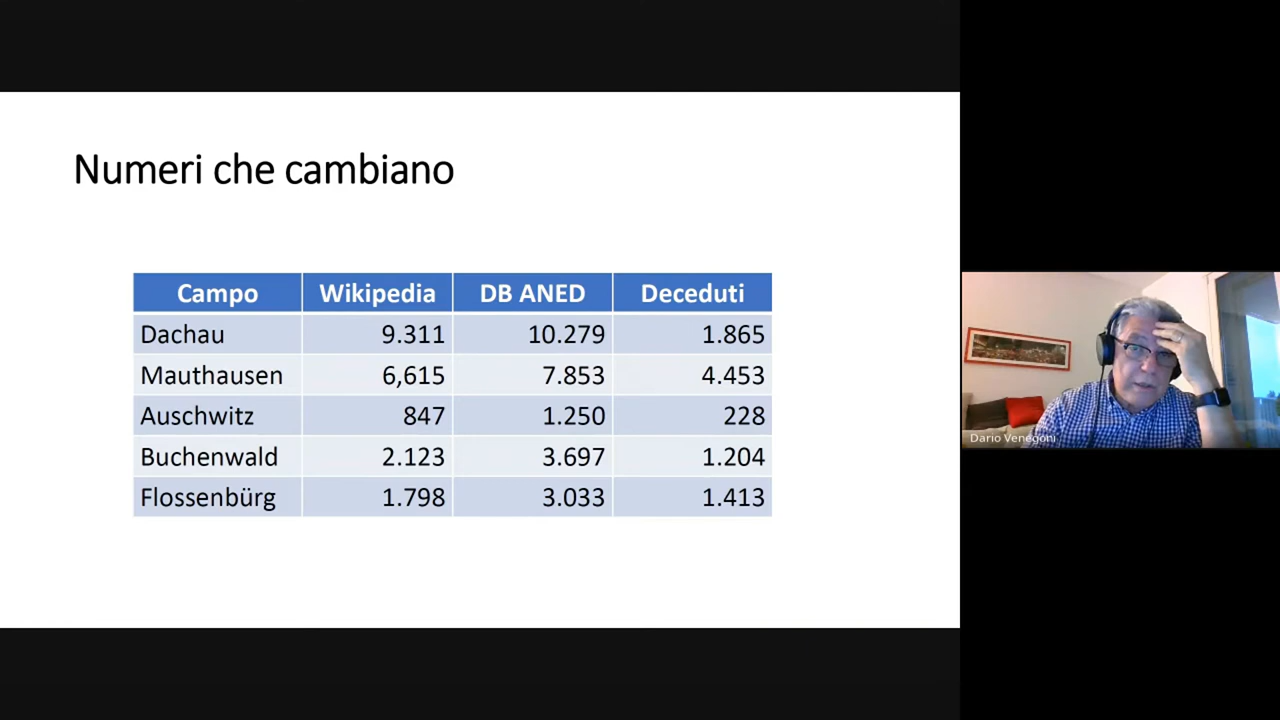 Numeri che cambiano
Campo Wikipedia DB ANED Deceduti
Dachau 9.311 10.279 1.865
Mauthausen 6,615 7.853 4.453
Auschwitz 847 1.250 228
Buchenwald 2.123 3.697 1.204
Flossenbürg 1.798 3.033 1.413
Dario Venegoni